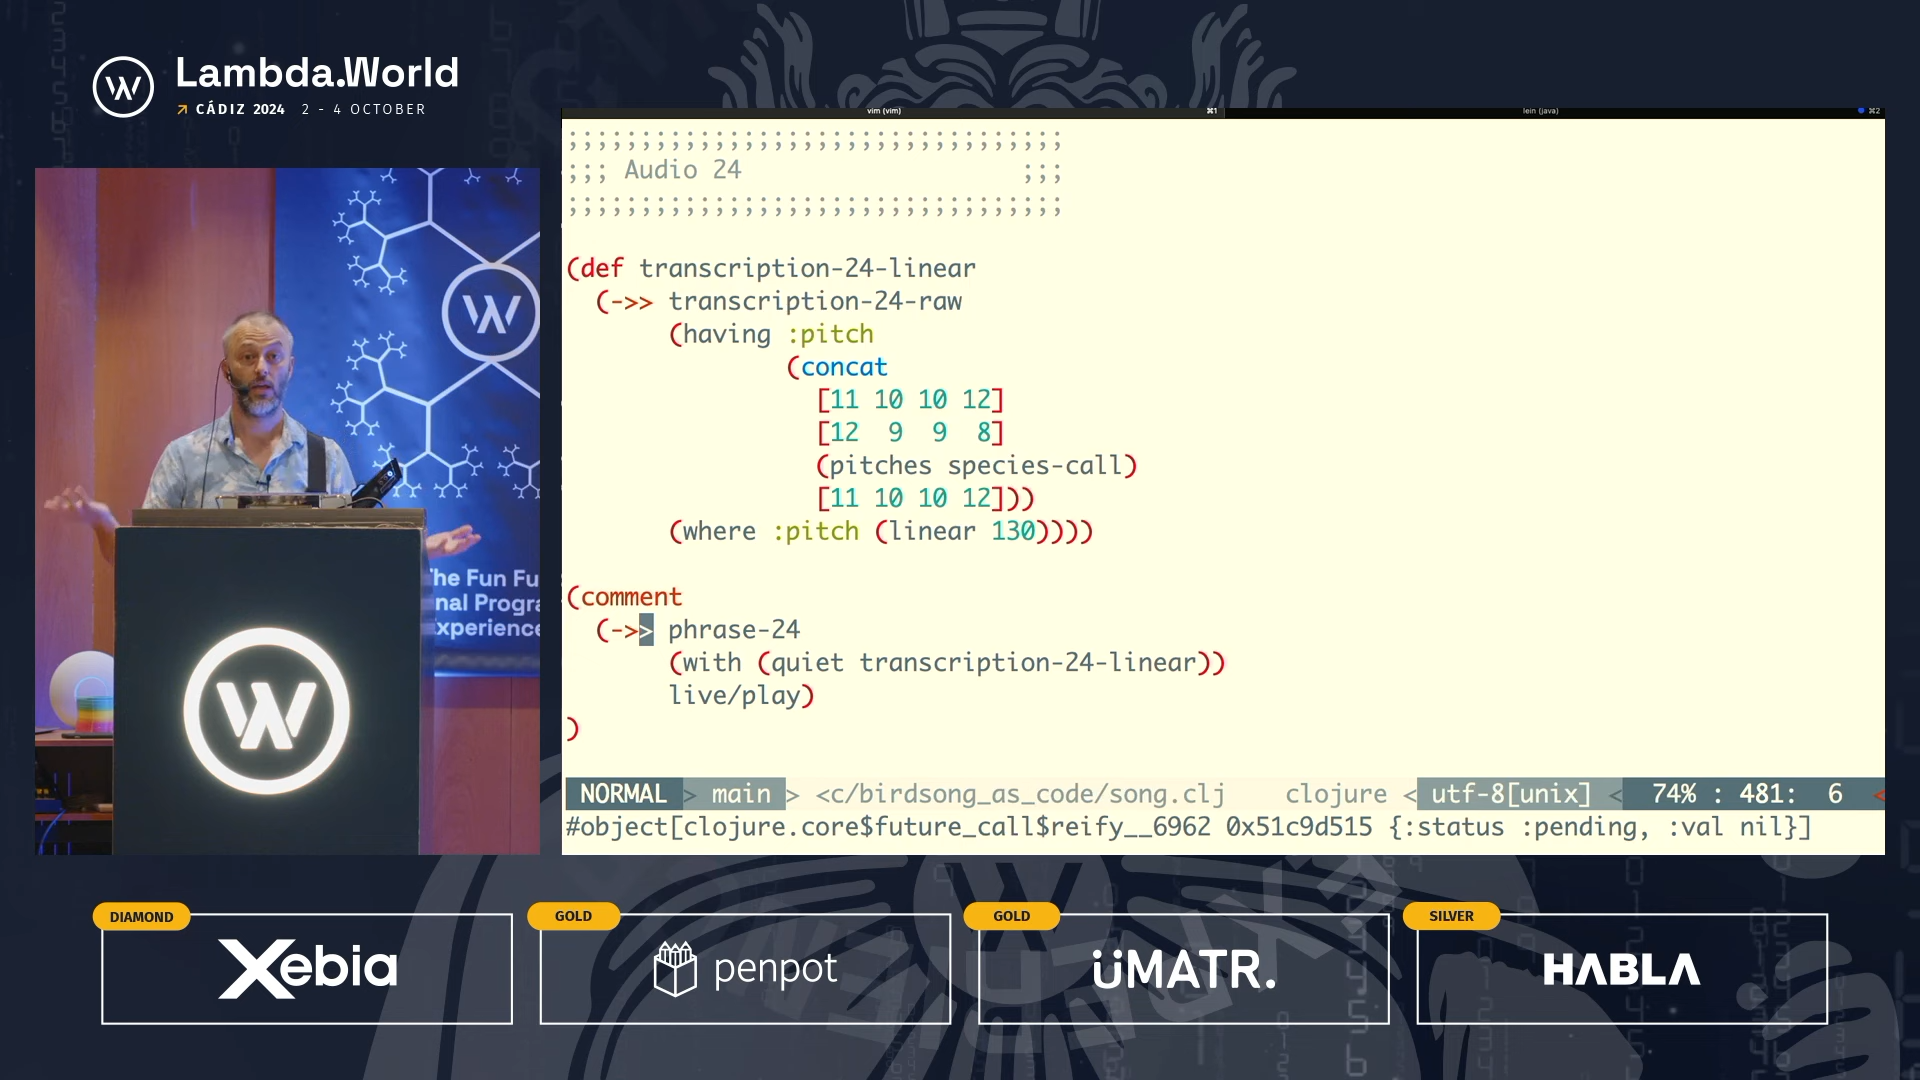 Lambda.World
CÁDIZ 2024 2 - 4 OCTOBER
vim (vim) ⌘1 lein (java) ⌘2
;;;;;;;;;;;;;;;;;;;;;;;;;;;;;;;;;;
;;; Audio 24                   ;;;
;;;;;;;;;;;;;;;;;;;;;;;;;;;;;;;;;;
(def transcription-24-linear
  (->> transcription-24-raw
       (having :pitch
               (concat
                 [11 10 10 12]
                 [12  9  9  8]
                 (pitches species-call)
                 [11 10 10 12]))
       (where :pitch (linear 130))))
(comment
  (->> phrase-24
       (with (quiet transcription-24-linear))
       live/play)
)
NORMAL > main > <c/birdsong_as_code/song.clj clojure < utf-8[unix] < 74% : 481: 6 <
#object[clojure.core$future_call$reify__6962 0x51c9d515 {:status :pending, :val nil}]
W
he Fun Fu
nal Progr
xperience
W
DIAMOND
Xebia
GOLD
penpot
GOLD
üMATR.
SILVER
HABLA